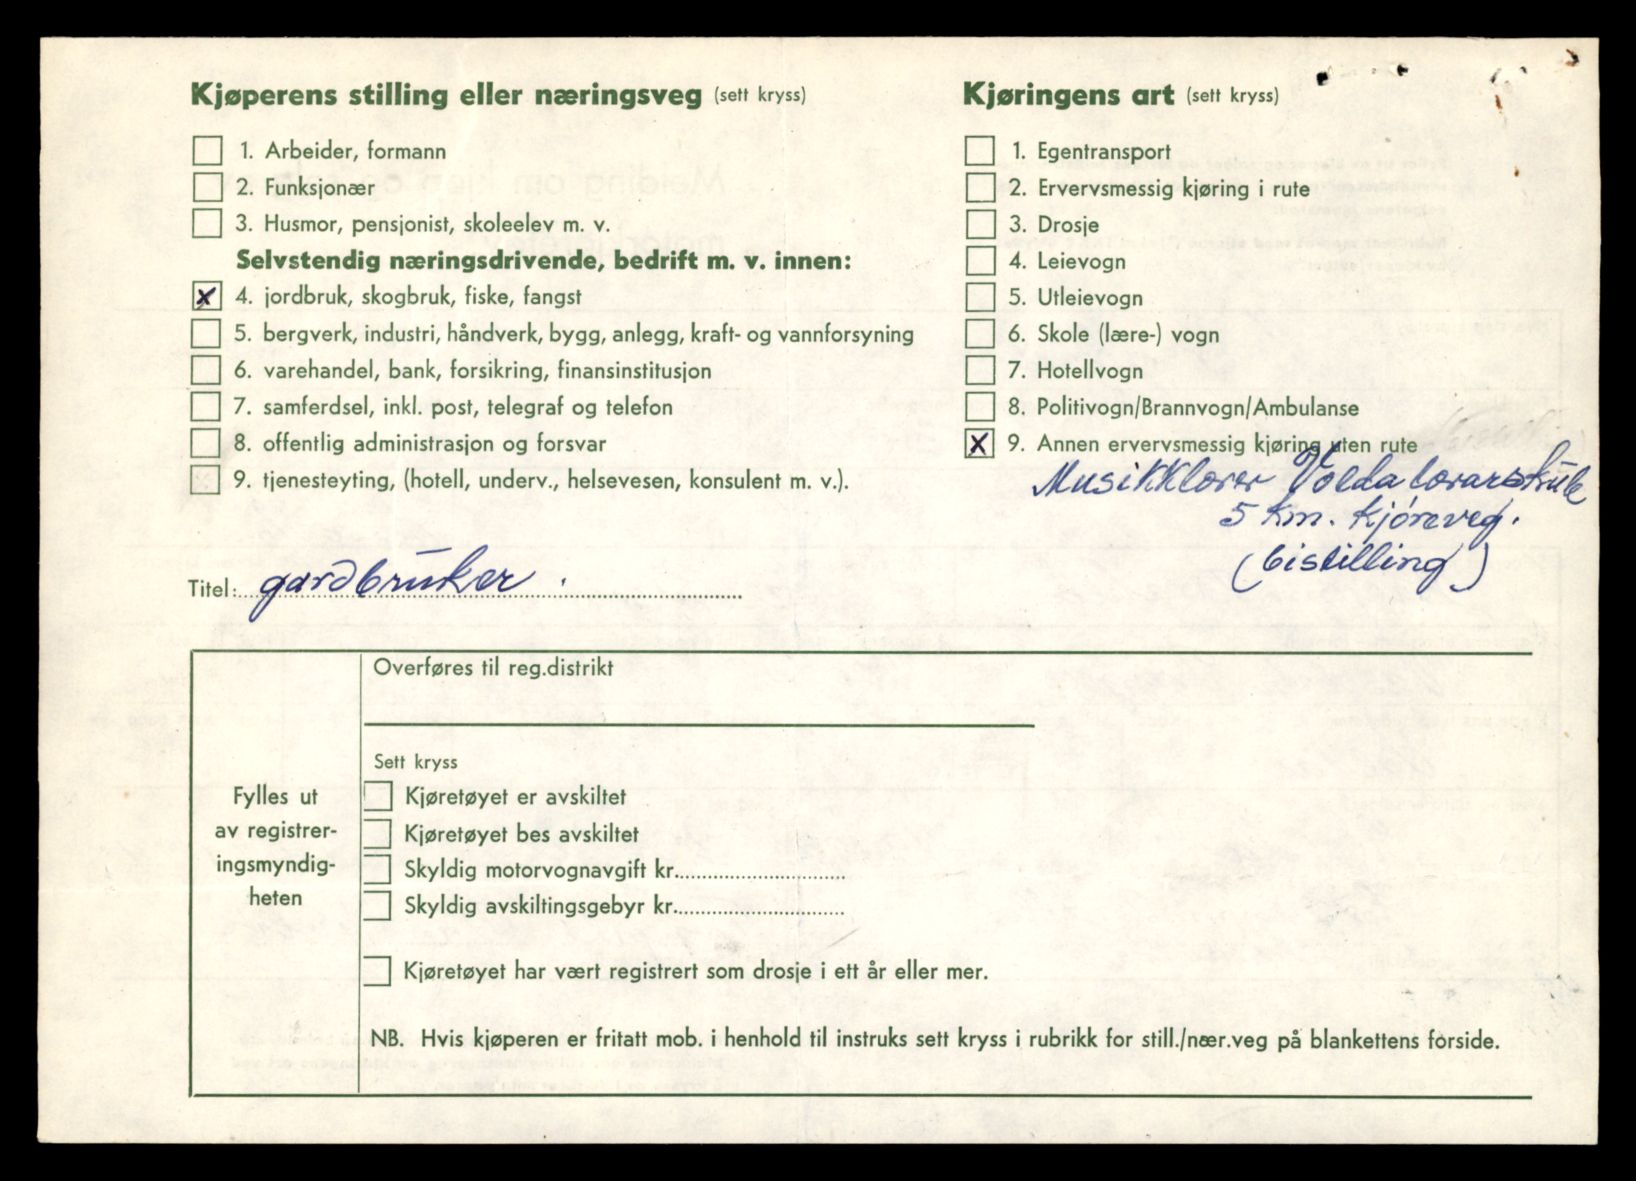 Kjøperens stilling eller næringsveg (sett kryss)
1. Arbeider, formann
2. Funksjonær
3. Husmor, pensjonist, skoleelev m. v.
Selvstendig næringsdrivende, bedrift m. v. innen:
x 4. jordbruk, skogbruk, fiske, fangst
5. bergverk, industri, håndverk, bygg, anlegg, kraft- og vannforsyning
6. varehandel, bank, forsikring, finansinstitusjon
7. samferdsel, inkl. post, telegraf og telefon
8. offentlig administrasjon og forsvar
9. tjenesteyting, (hotell, underv., helsevesen, konsulent m. v.).
Titel: gardbruker.
Kjøringens art (sett kryss)
1. Egentransport
2. Ervervsmessig kjøring i rute
3. Drosje
4. Leievogn
5. Utleievogn
6. Skole (lære-) vogn
7. Hotellvogn
8. Politivogn/Brannvogn/Ambulanse
x 9. Annen ervervsmessig kjøring uten rute
Musikklærer Volda lærarskule
5 km. kjøreveg.
(bistilling)
Fylles ut
av registrer-
ingsmyndig-
heten
Overføres til reg.distrikt
Sett kryss
Kjøretøyet er avskiltet
Kjøretøyet bes avskiltet
Skyldig motorvognavgift kr.
Skyldig avskiltingsgebyr kr.
Kjøretøyet har vært registrert som drosje i ett år eller mer.
NB. Hvis kjøperen er fritatt mob. i henhold til instruks sett kryss i rubrikk for still./nær.veg på blankettens forside.